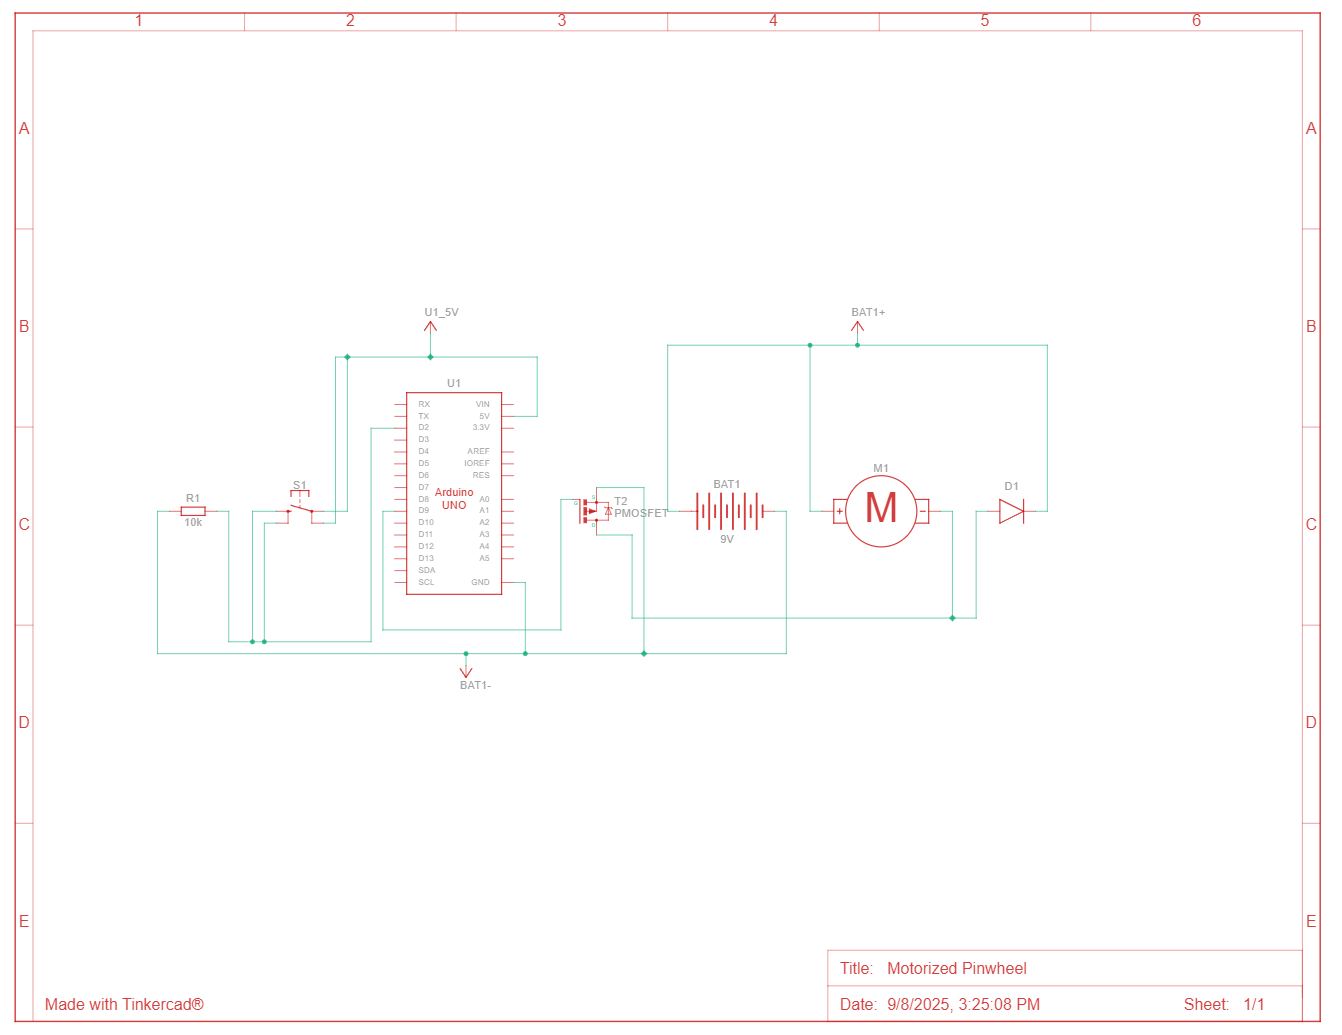 1 2 3 4 5 6
A A
B B
C C
D D
E E
U1_5V
BAT1+
U1
RX VIN
TX 5V
D2 3.3V
D3
D4 AREF
D5 IOREF
D6 RES
D7
D8 A0
D9 A1
D10 A2
D11 A3
D12 A4
D13 A5
SDA
SCL GND
Arduino
UNO
R1
10k
S1
T2
PMOSFET
S
G
D
BAT1
9V
M1
+ M -
D1
BAT1-
Title: Motorized Pinwheel
Made with Tinkercad®
Date: 9/8/2025, 3:25:08 PM Sheet: 1/1